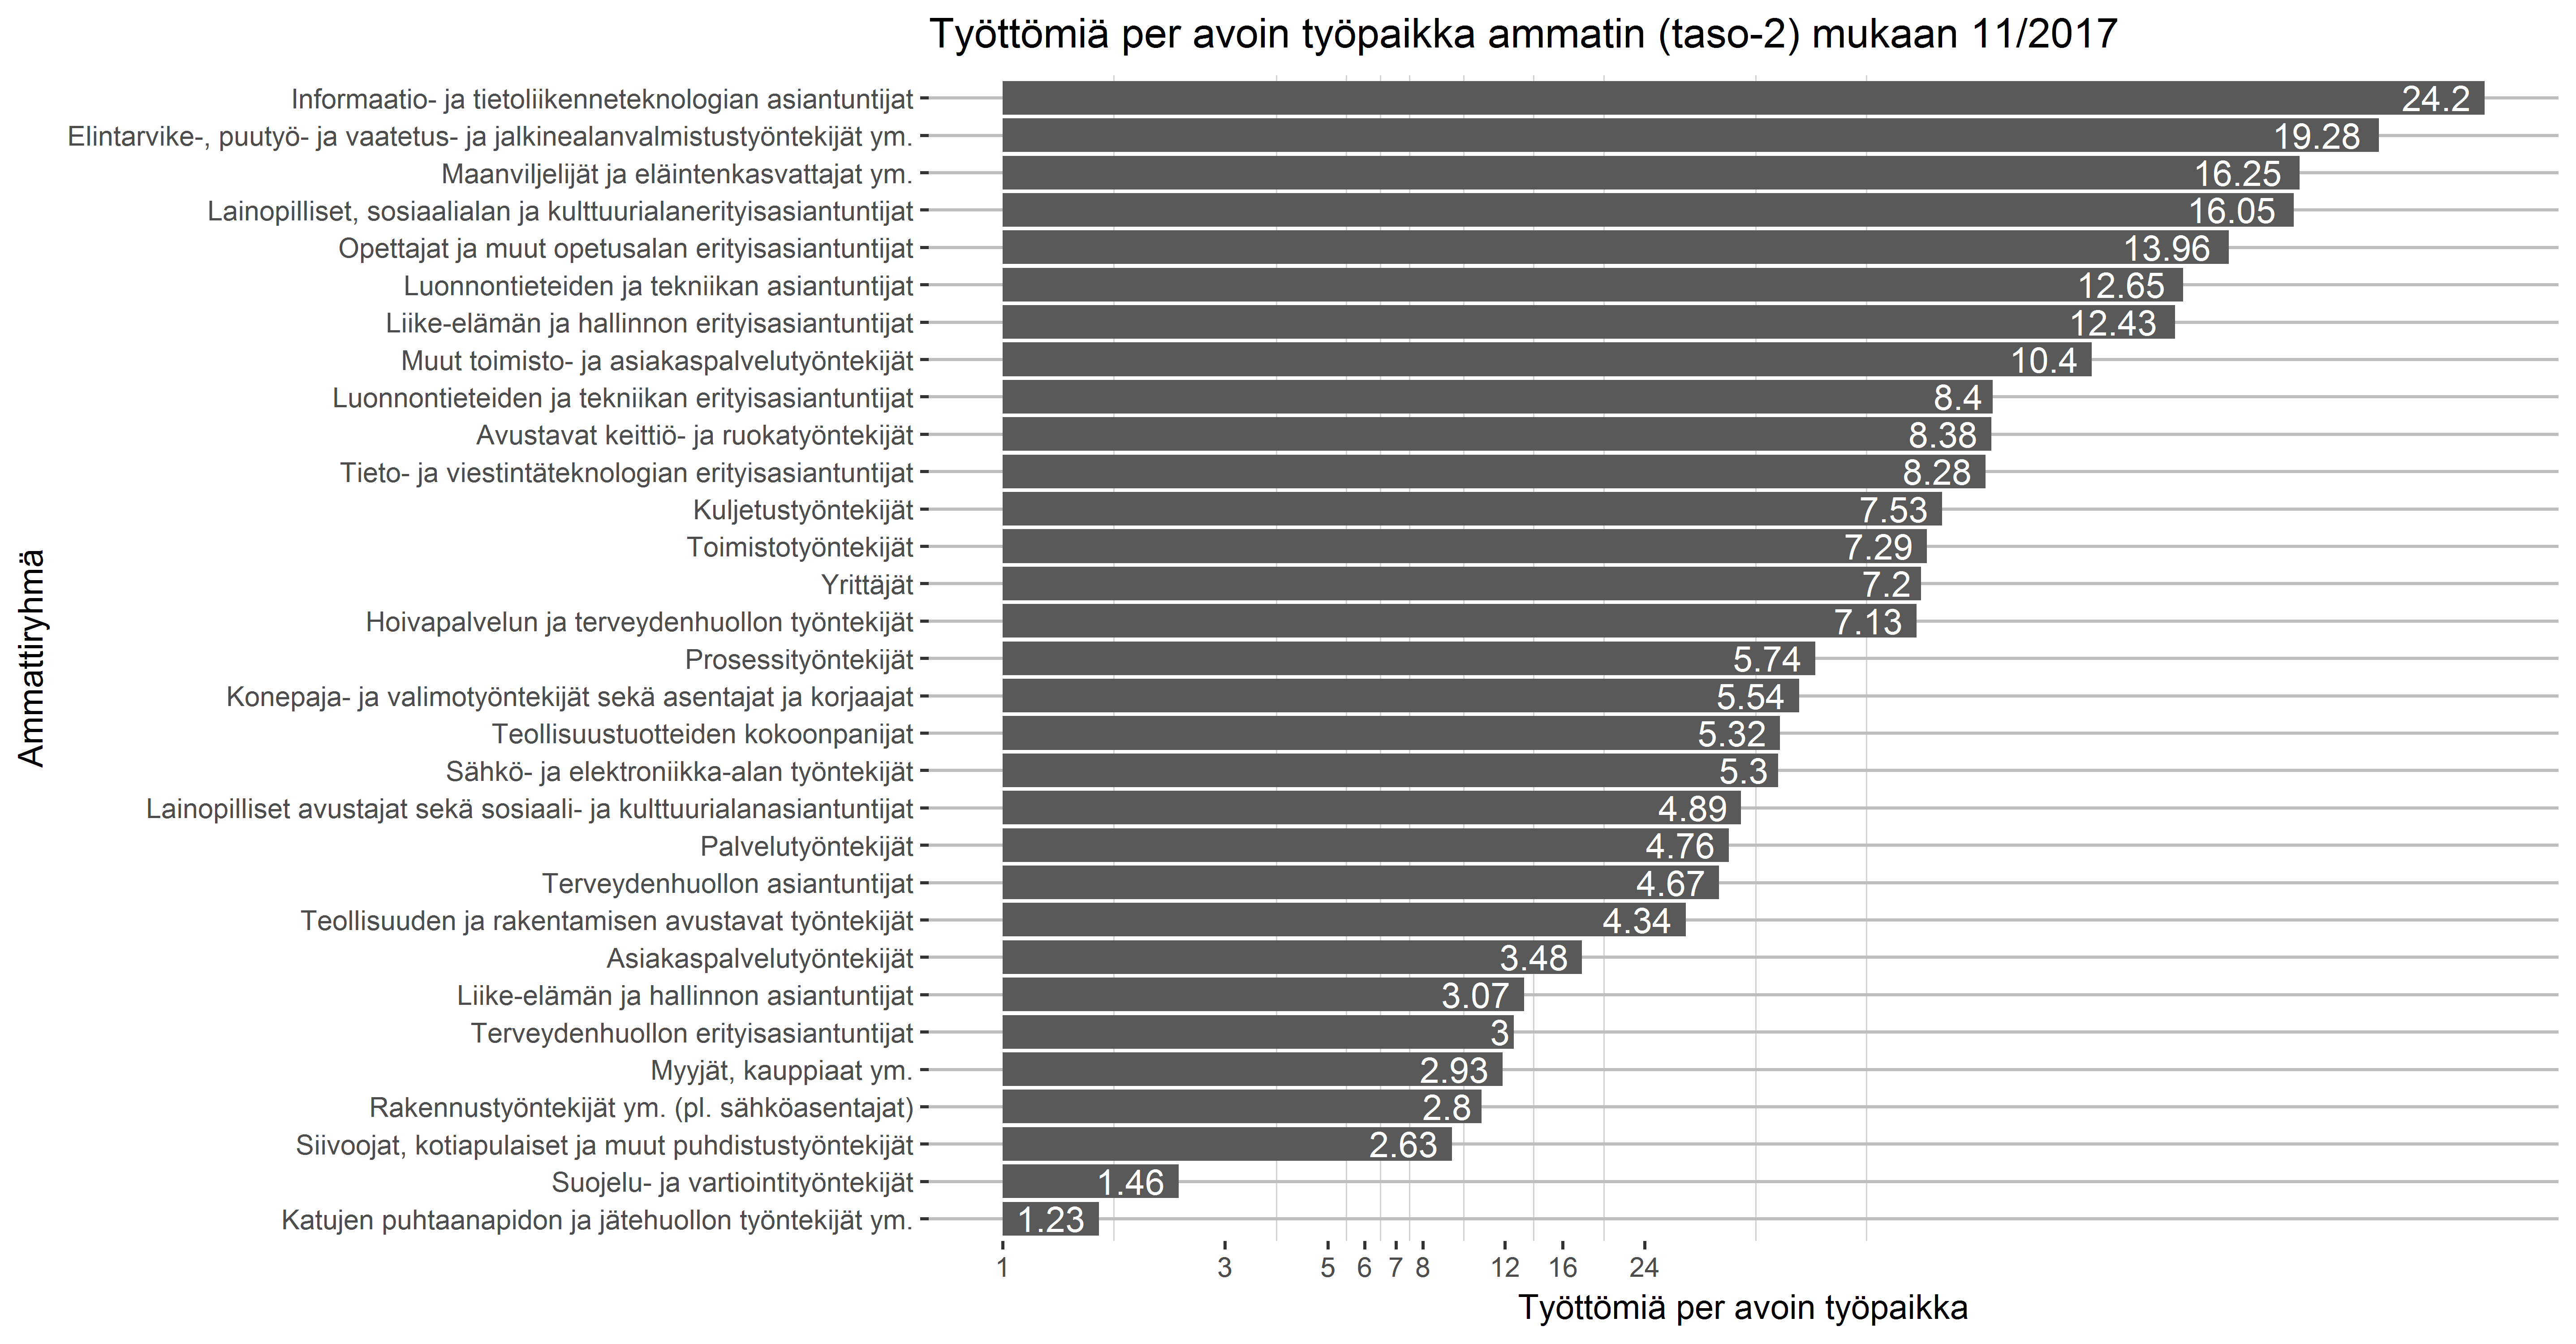 Työttömiä per avoin työpaikka ammatin (taso-2) mukaan 11/2017
Ammattiryhmä
Informaatio- ja tietoliikenneteknologian asiantuntijat 24.2
Elintarvike-, puutyö- ja vaatetus- ja jalkinealanvalmistustyöntekijät ym. 19.28
Maanviljelijät ja eläintenkasvattajat ym. 16.25
Lainopilliset, sosiaalialan ja kulttuurialanerityisasiantuntijat 16.05
Opettajat ja muut opetusalan erityisasiantuntijat 13.96
Luonnontieteiden ja tekniikan asiantuntijat 12.65
Liike-elämän ja hallinnon erityisasiantuntijat 12.43
Muut toimisto- ja asiakaspalvelutyöntekijät 10.4
Luonnontieteiden ja tekniikan erityisasiantuntijat 8.4
Avustavat keittiö- ja ruokatyöntekijät 8.38
Tieto- ja viestintäteknologian erityisasiantuntijat 8.28
Kuljetustyöntekijät 7.53
Toimistotyöntekijät 7.29
Yrittäjät 7.2
Hoivapalvelun ja terveydenhuollon työntekijät 7.13
Prosessityöntekijät 5.74
Konepaja- ja valimotyöntekijät sekä asentajat ja korjaajat 5.54
Teollisuustuotteiden kokoonpanijat 5.32
Sähkö- ja elektroniikka-alan työntekijät 5.3
Lainopilliset avustajat sekä sosiaali- ja kulttuurialanasiantuntijat 4.89
Palvelutyöntekijät 4.76
Terveydenhuollon asiantuntijat 4.67
Teollisuuden ja rakentamisen avustavat työntekijät 4.34
Asiakaspalvelutyöntekijät 3.48
Liike-elämän ja hallinnon asiantuntijat 3.07
Terveydenhuollon erityisasiantuntijat 3
Myyjät, kauppiaat ym. 2.93
Rakennustyöntekijät ym. (pl. sähköasentajat) 2.8
Siivoojat, kotiapulaiset ja muut puhdistustyöntekijät 2.63
Suojelu- ja vartiointityöntekijät 1.46
Katujen puhtaanapidon ja jätehuollon työntekijät ym. 1.23
1 3 5 6 7 8 12 16 24
Työttömiä per avoin työpaikka